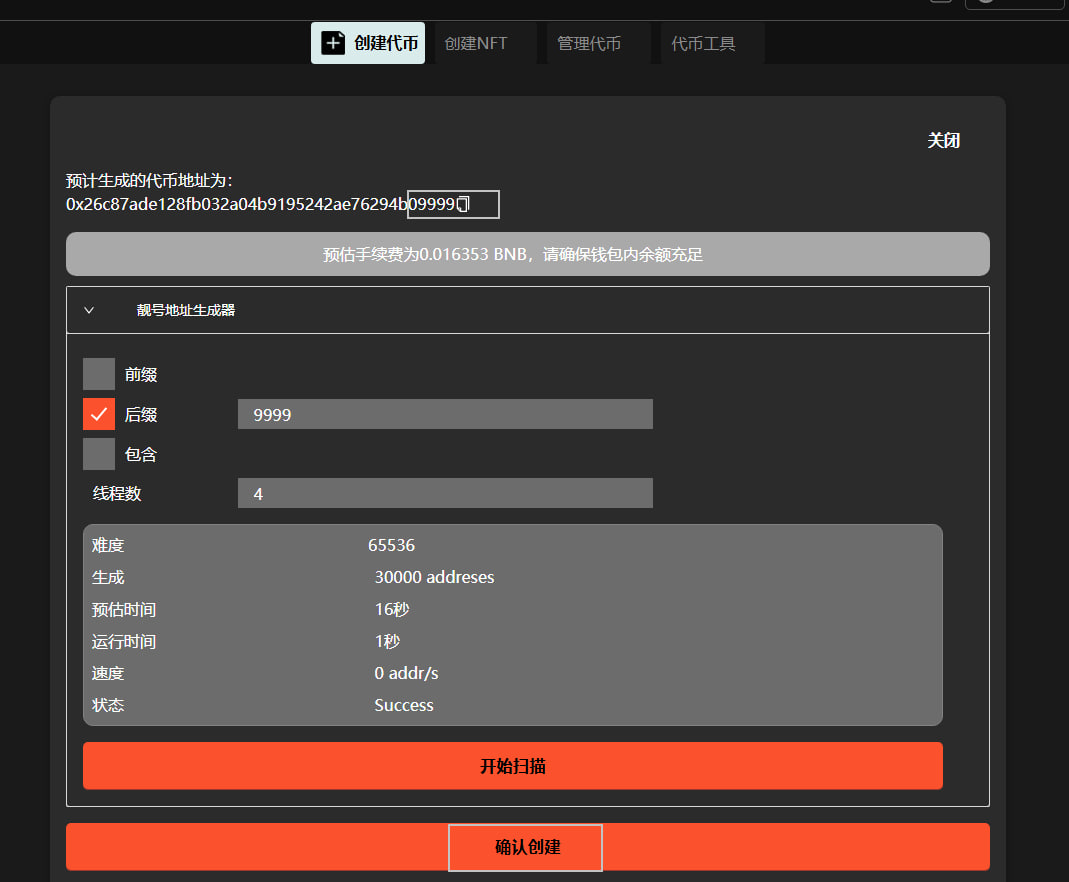 创建代币 创建NFT 管理代币 代币工具
关闭
预计生成的代币地址为：
0x26c87ade128fb032a04b9195242ae76294b09999
预估手续费为0.016353 BNB，请确保钱包内余额充足
靓号地址生成器
前缀
后缀 9999
包含
线程数 4
难度 65536
生成 30000 addreses
预估时间 16秒
运行时间 1秒
速度 0 addr/s
状态 Success
开始扫描
确认创建